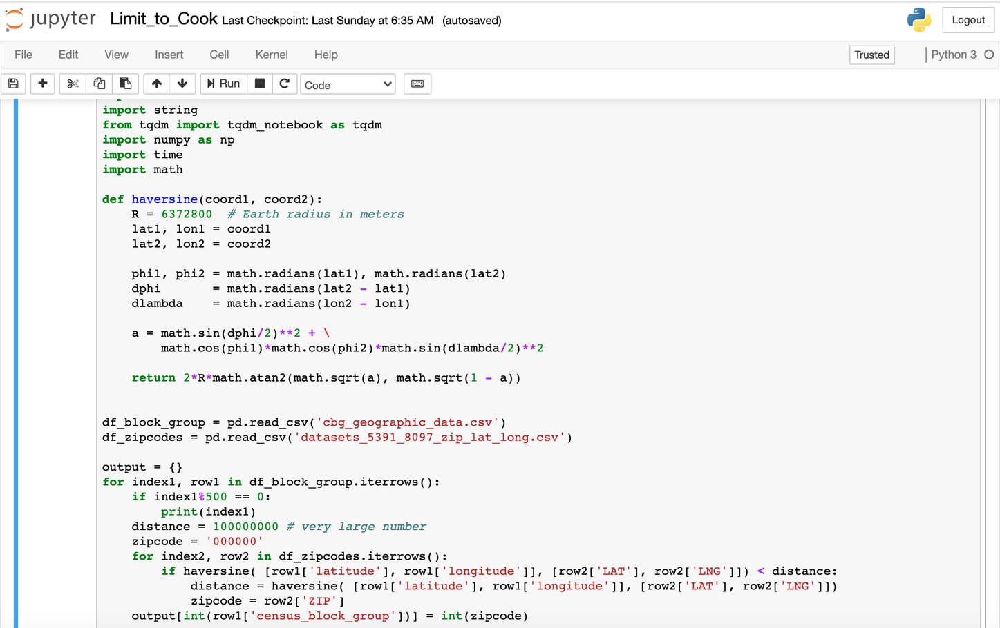 jupyter Limit_to_Cook Last Checkpoint: Last Sunday at 6:35 AM (autosaved)
Logout
File Edit View Insert Cell Kernel Help
Trusted
Python 3
Run
Code
import string
from tqdm import tqdm_notebook as tqdm
import numpy as np
import time
import math

def haversine(coord1, coord2):
    R = 6372800  # Earth radius in meters
    lat1, lon1 = coord1
    lat2, lon2 = coord2

    phi1, phi2 = math.radians(lat1), math.radians(lat2)
    dphi       = math.radians(lat2 - lat1)
    dlambda    = math.radians(lon2 - lon1)

    a = math.sin(dphi/2)**2 + \
        math.cos(phi1)*math.cos(phi2)*math.sin(dlambda/2)**2

    return 2*R*math.atan2(math.sqrt(a), math.sqrt(1 - a))


df_block_group = pd.read_csv('cbg_geographic_data.csv')
df_zipcodes = pd.read_csv('datasets_5391_8097_zip_lat_long.csv')

output = {}
for index1, row1 in df_block_group.iterrows():
    if index1%500 == 0:
        print(index1)
    distance = 100000000 # very large number
    zipcode = '000000'
    for index2, row2 in df_zipcodes.iterrows():
        if haversine( [row1['latitude'], row1['longitude']], [row2['LAT'], row2['LNG']]) < distance:
            distance = haversine( [row1['latitude'], row1['longitude']], [row2['LAT'], row2['LNG']])
            zipcode = row2['ZIP']
    output[int(row1['census_block_group'])] = int(zipcode)